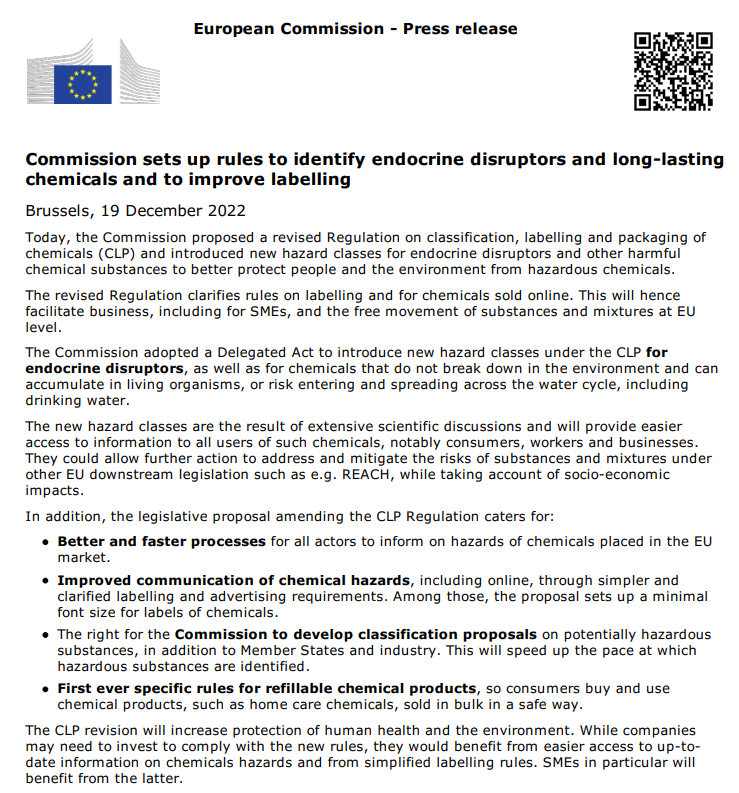 European Commission - Press release
Commission sets up rules to identify endocrine disruptors and long-lasting
chemicals and to improve labelling
Brussels, 19 December 2022
Today, the Commission proposed a revised Regulation on classification, labelling and packaging of
chemicals (CLP) and introduced new hazard classes for endocrine disruptors and other harmful
chemical substances to better protect people and the environment from hazardous chemicals.
The revised Regulation clarifies rules on labelling and for chemicals sold online. This will hence
facilitate business, including for SMEs, and the free movement of substances and mixtures at EU
level.
The Commission adopted a Delegated Act to introduce new hazard classes under the CLP for
endocrine disruptors, as well as for chemicals that do not break down in the environment and can
accumulate in living organisms, or risk entering and spreading across the water cycle, including
drinking water.
The new hazard classes are the result of extensive scientific discussions and will provide easier
access to information to all users of such chemicals, notably consumers, workers and businesses.
They could allow further action to address and mitigate the risks of substances and mixtures under
other EU downstream legislation such as e.g. REACH, while taking account of socio-economic
impacts.
In addition, the legislative proposal amending the CLP Regulation caters for:
• Better and faster processes for all actors to inform on hazards of chemicals placed in the EU
market.
• Improved communication of chemical hazards, including online, through simpler and
clarified labelling and advertising requirements. Among those, the proposal sets up a minimal
font size for labels of chemicals.
• The right for the Commission to develop classification proposals on potentially hazardous
substances, in addition to Member States and industry. This will speed up the pace at which
hazardous substances are identified.
• First ever specific rules for refillable chemical products, so consumers buy and use
chemical products, such as home care chemicals, sold in bulk in a safe way.
The CLP revision will increase protection of human health and the environment. While companies
may need to invest to comply with the new rules, they would benefit from easier access to up-to-
date information on chemicals hazards and from simplified labelling rules. SMEs in particular will
benefit from the latter.